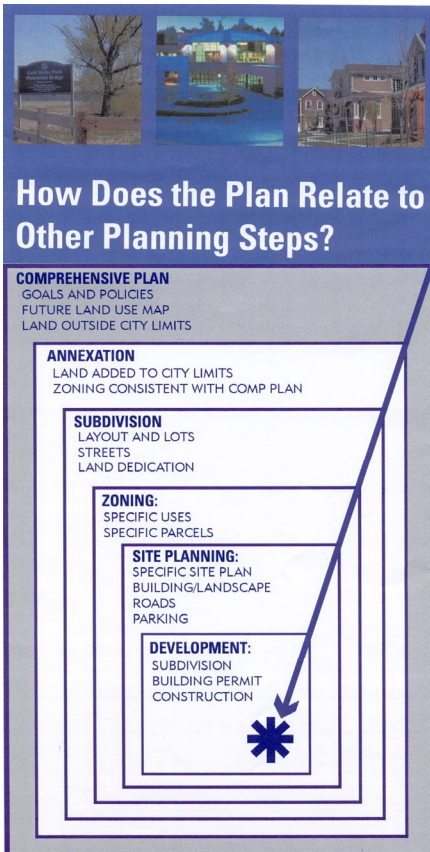 How Does the Plan Relate to
Other Planning Steps?
COMPREHENSIVE PLAN
GOALS AND POLICIES
FUTURE LAND USE MAP
LAND OUTSIDE CITY LIMITS
ANNEXATION
LAND ADDED TO CITY LIMITS
ZONING CONSISTENT WITH COMP PLAN
SUBDIVISION
LAYOUT AND LOTS
STREETS
LAND DEDICATION
ZONING:
SPECIFIC USES
SPECIFIC PARCELS
SITE PLANNING:
SPECIFIC SITE PLAN
BUILDING/LANDSCAPE
ROADS
PARKING
DEVELOPMENT:
SUBDIVISION
BUILDING PERMIT
CONSTRUCTION